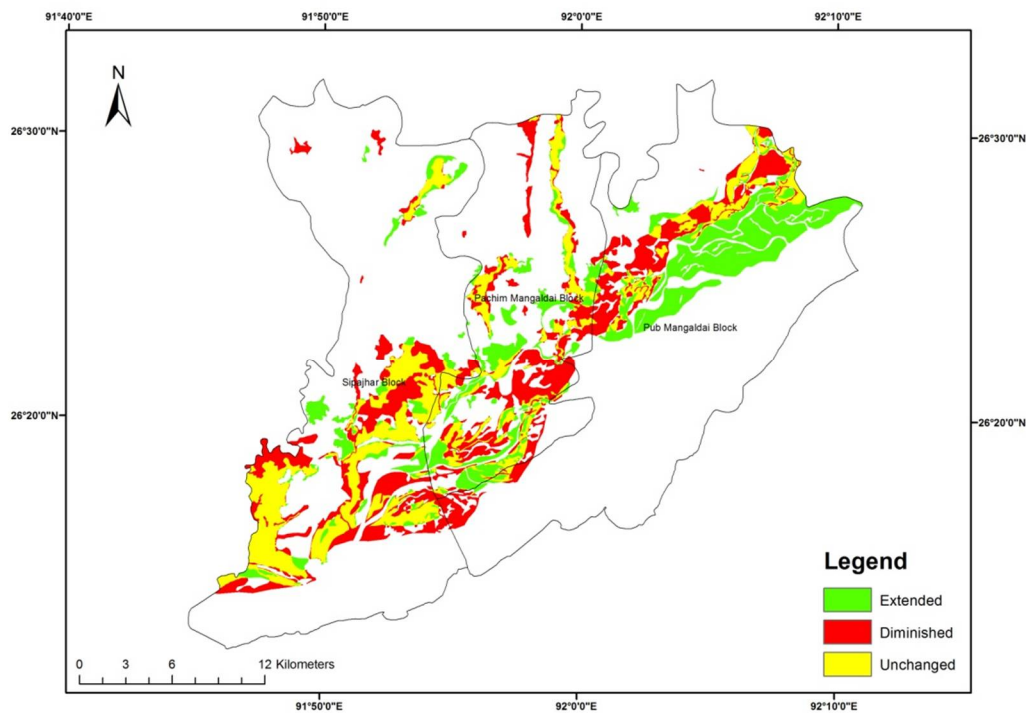 91°40'0"E 91°50'0"E 92°0'0"E 92°10'0"E
N
26°30'0"N 26°30'0"N
Pachim Mangaldai Block
Pub Mangaldai Block
Sipajhar Block
26°20'0"N 26°20'0"N
Legend
Extended
Diminished
Unchanged
0 3 6 12 Kilometers
91°50'0"E 92°0'0"E 92°10'0"E